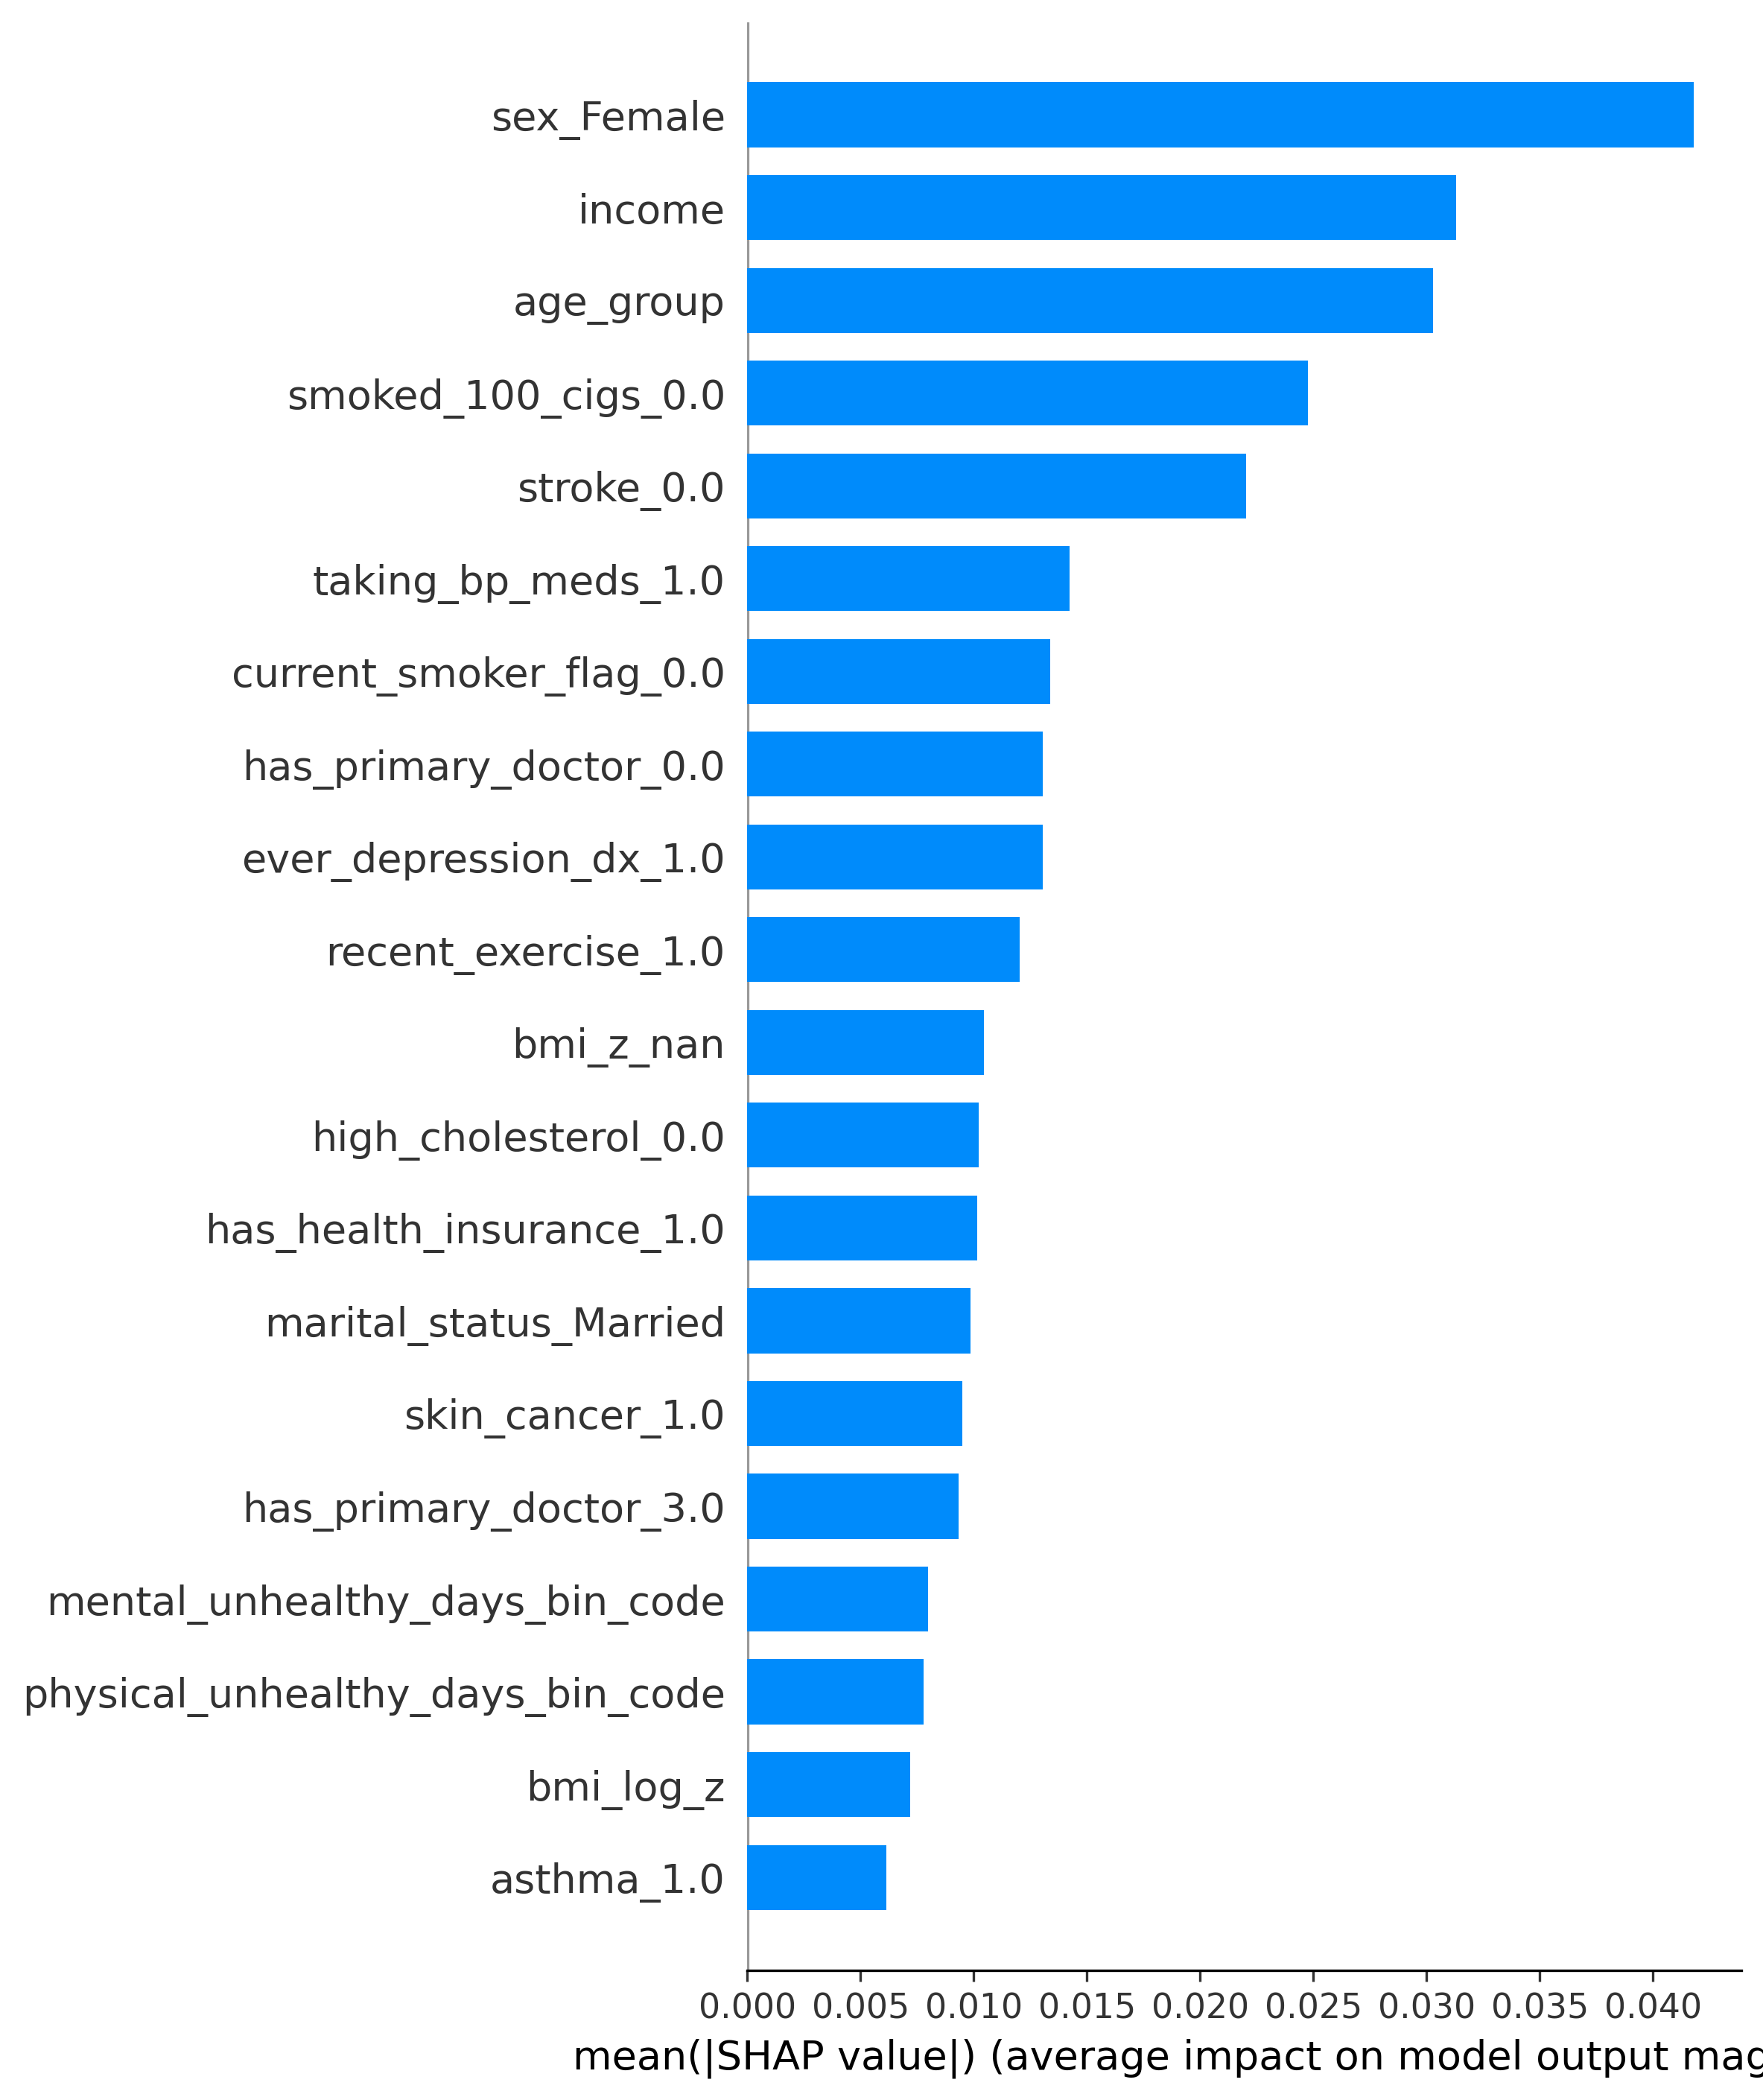 sex_Female
income
age_group
smoked_100_cigs_0.0
stroke_0.0
taking_bp_meds_1.0
current_smoker_flag_0.0
has_primary_doctor_0.0
ever_depression_dx_1.0
recent_exercise_1.0
bmi_z_nan
high_cholesterol_0.0
has_health_insurance_1.0
marital_status_Married
skin_cancer_1.0
has_primary_doctor_3.0
mental_unhealthy_days_bin_code
physical_unhealthy_days_bin_code
bmi_log_z
asthma_1.0
0.000 0.005 0.010 0.015 0.020 0.025 0.030 0.035 0.040
mean(|SHAP value|) (average impact on model output mag